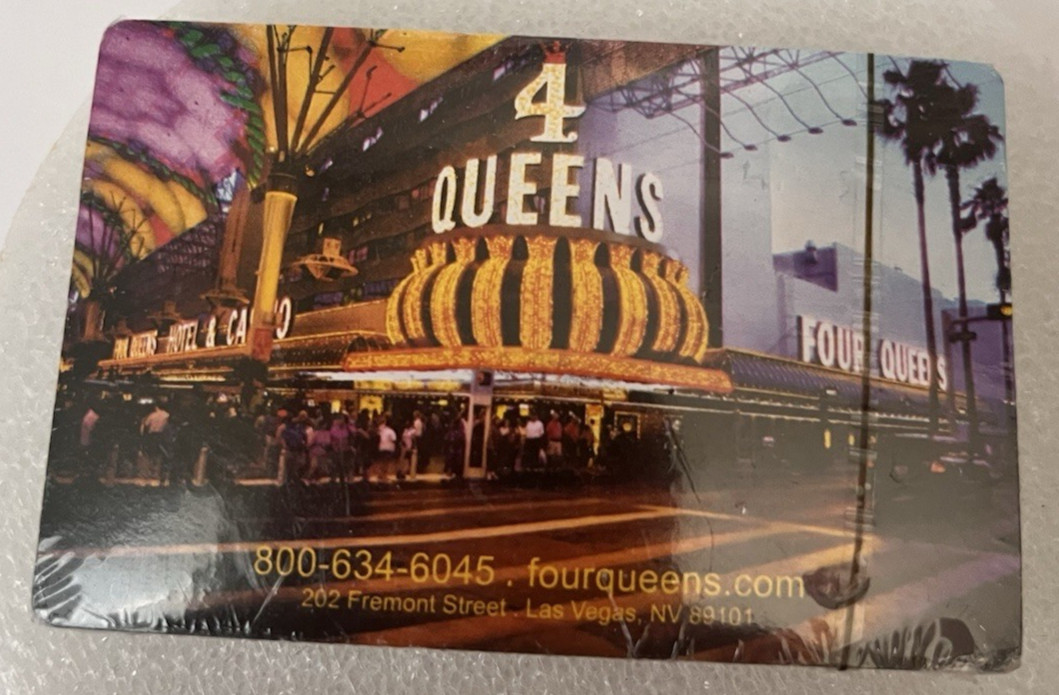 4
QUEENS
FOUR QUEENS HOTEL & CASINO
FOUR QUEENS
800-634-6045 . fourqueens.com
202 Fremont Street . Las Vegas, NV 89101